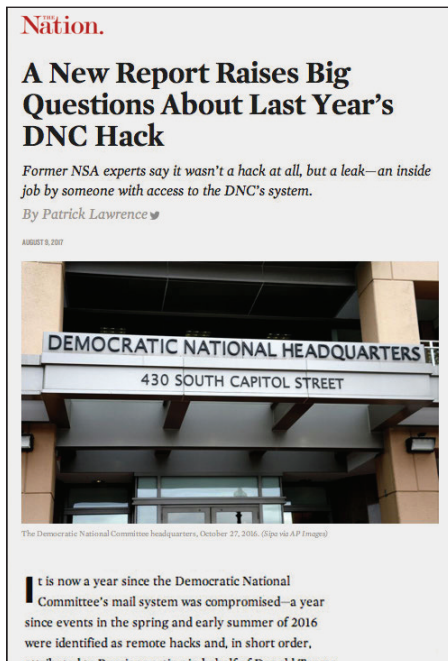 THE
Nation.
A New Report Raises Big
Questions About Last Year's
DNC Hack
Former NSA experts say it wasn't a hack at all, but a leak—an inside
job by someone with access to the DNC's system.
By Patrick Lawrence
AUGUST 9, 2017
DEMOCRATIC NATIONAL HEADQUARTERS
430 SOUTH CAPITOL STREET
The Democratic National Committee headquarters, October 27, 2016. (Sipa via AP Images)
It is now a year since the Democratic National
Committee's mail system was compromised—a year
since events in the spring and early summer of 2016
were identified as remote hacks and, in short order,